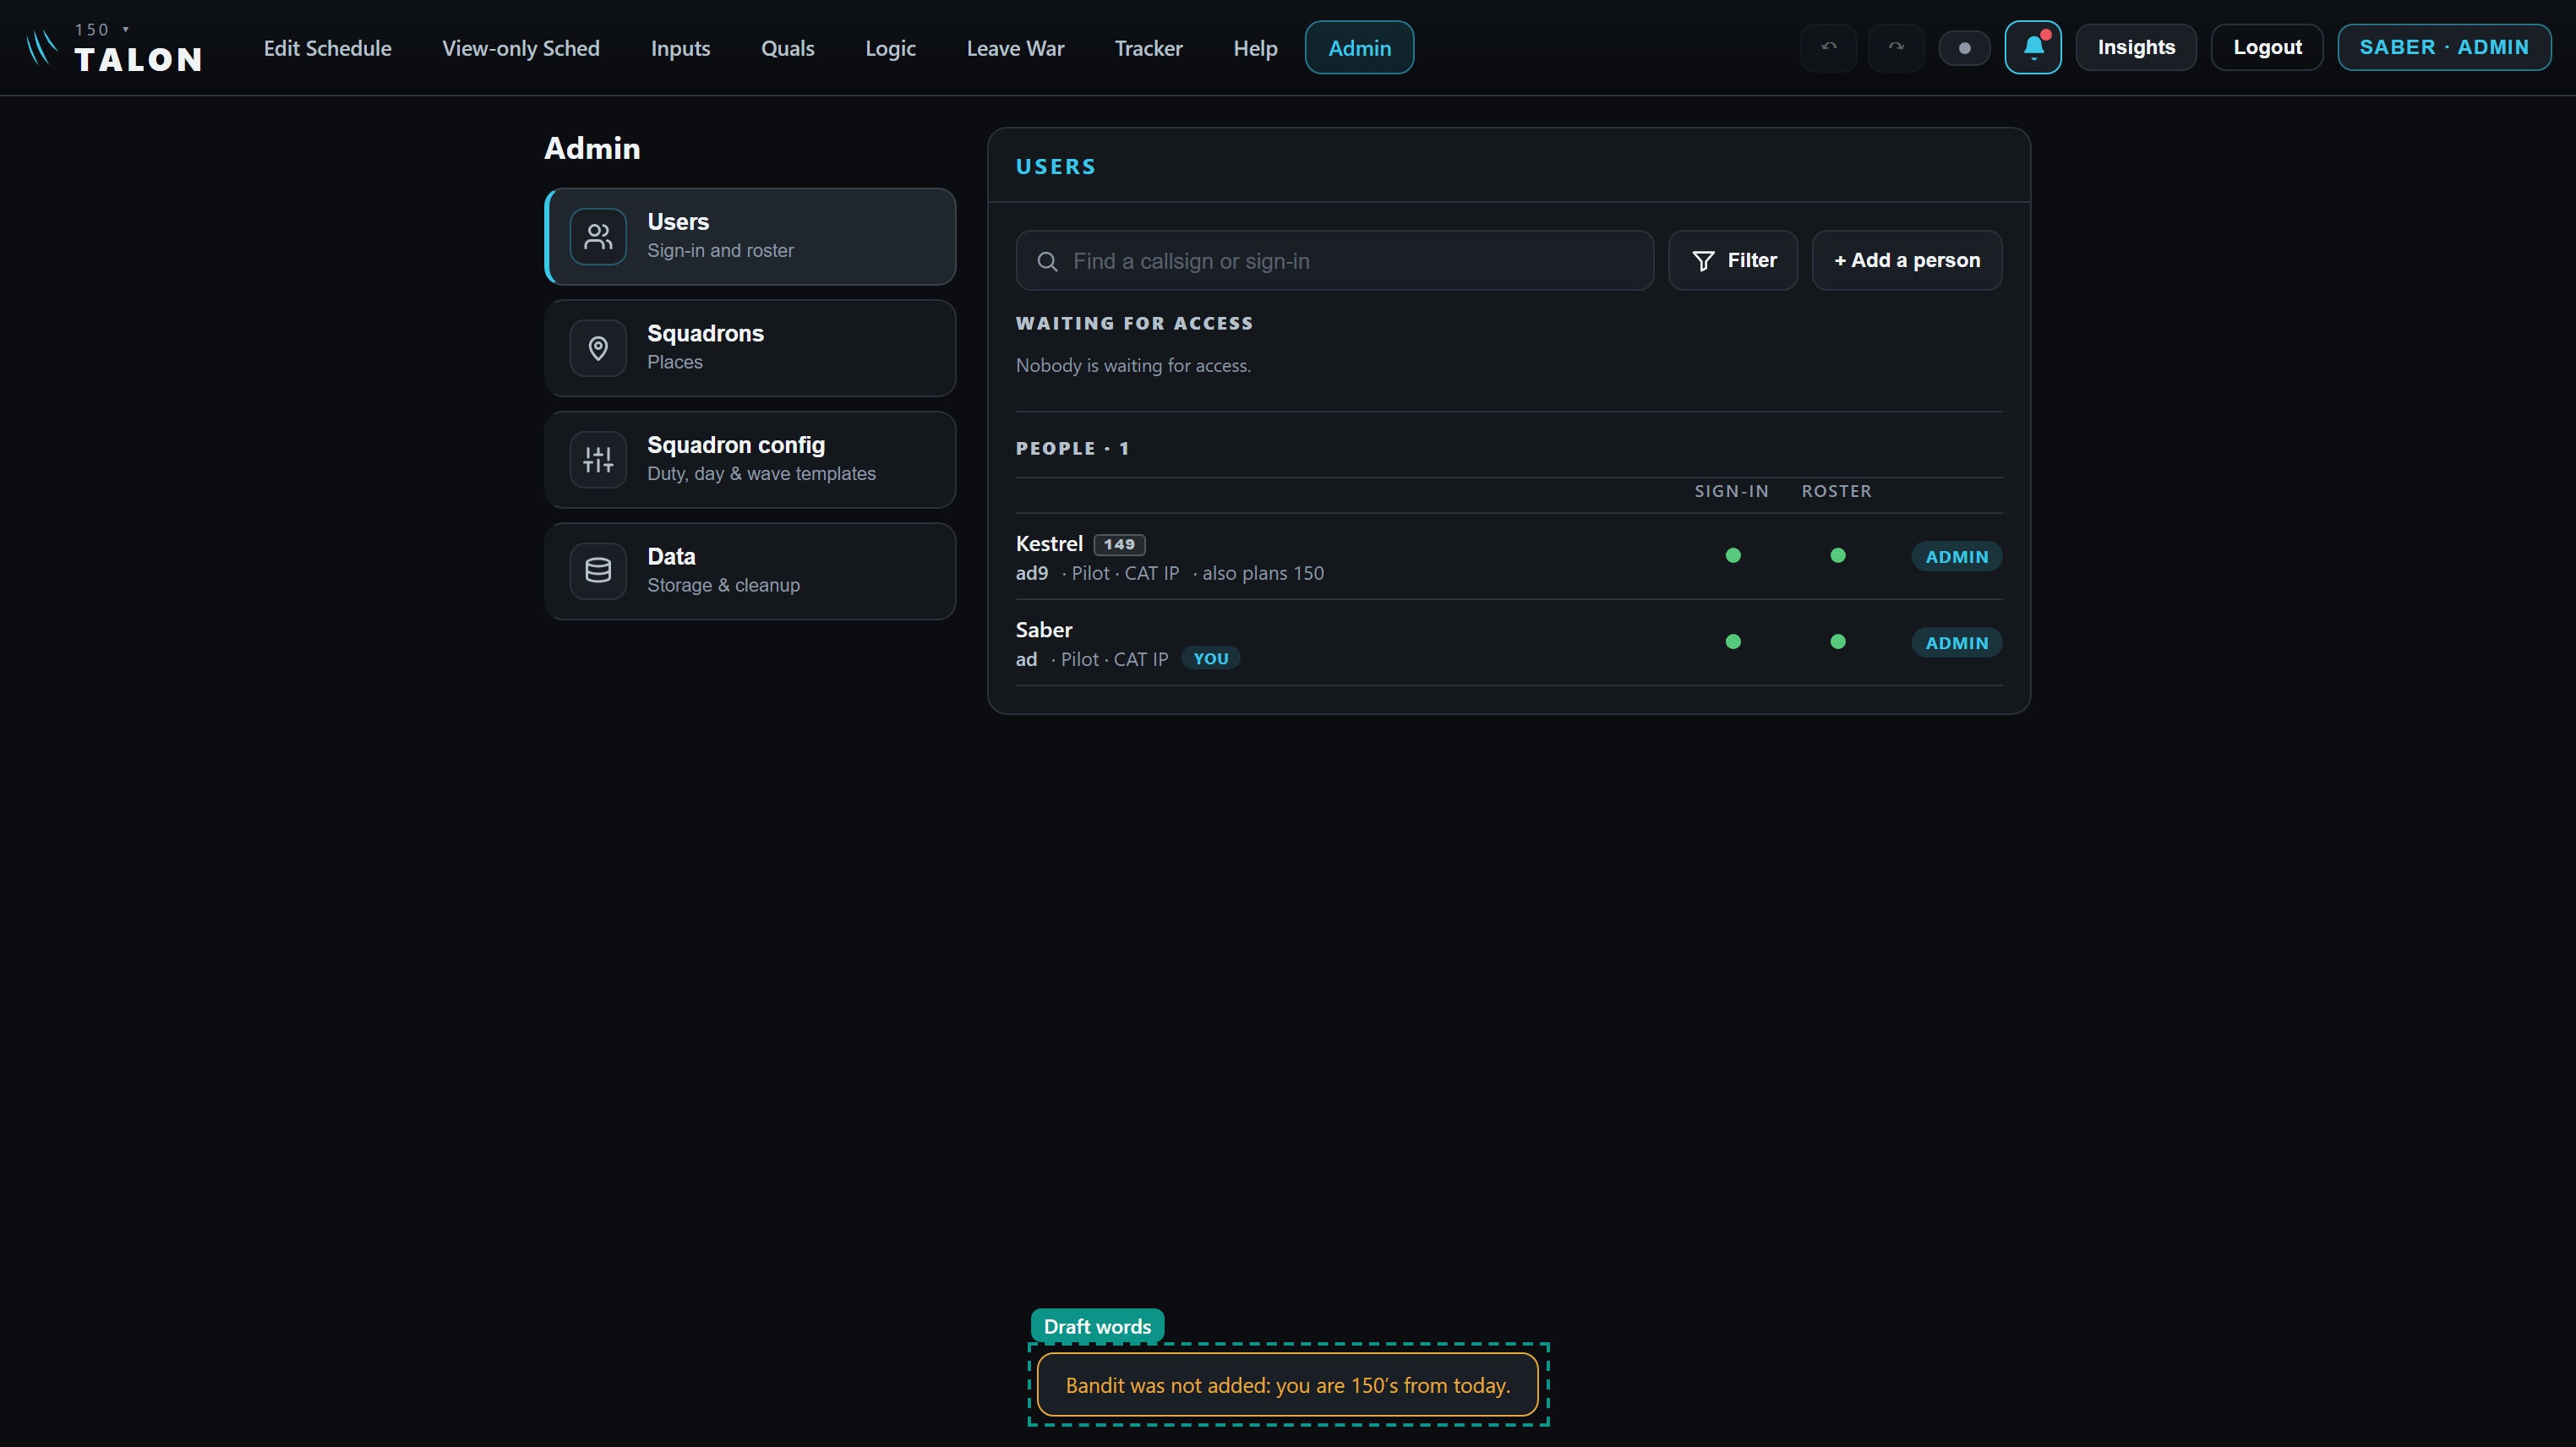 150 ▾
TALON
Edit Schedule
View-only Sched
Inputs
Quals
Logic
Leave War
Tracker
Help
Admin
Insights
Logout
SABER · ADMIN
Admin
Users
Sign-in and roster
Squadrons
Places
Squadron config
Duty, day & wave templates
Data
Storage & cleanup
USERS
Find a callsign or sign-in
Filter
+ Add a person
WAITING FOR ACCESS
Nobody is waiting for access.
PEOPLE · 1
SIGN-IN ROSTER
Kestrel 149
ad9 · Pilot · CAT IP · also plans 150
ADMIN
Saber
ad · Pilot · CAT IP YOU
ADMIN
Draft words
Bandit was not added: you are 150's from today.